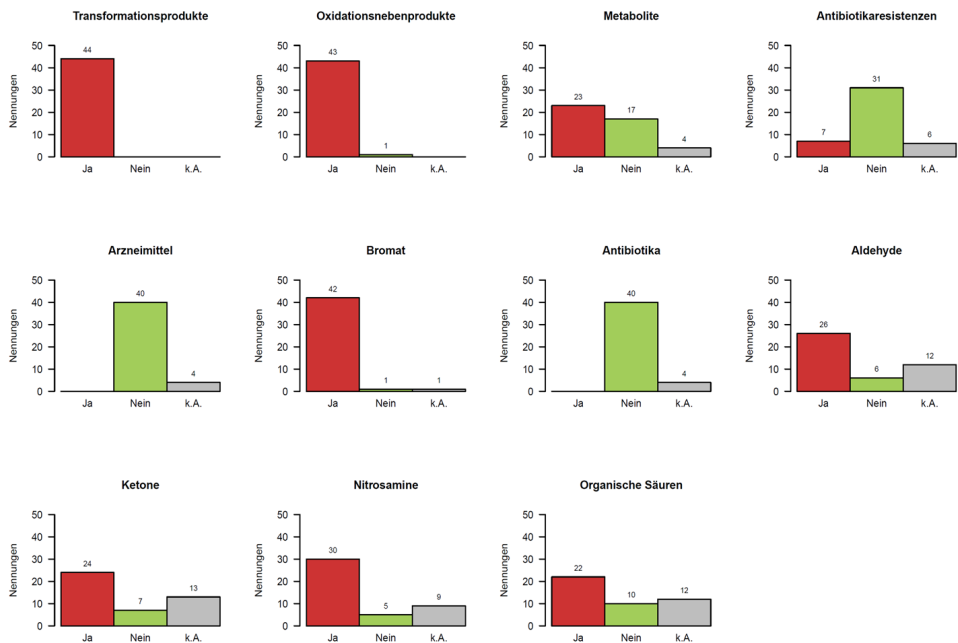 Transformationsprodukte
Nennungen
50
40
30
20
10
0
44
Ja
Nein
k.A.
Oxidationsnebenprodukte
Nennungen
50
40
30
20
10
0
43
1
Ja
Nein
k.A.
Metabolite
Nennungen
50
40
30
20
10
0
23
17
4
Ja
Nein
k.A.
Antibiotikaresistenzen
Nennungen
50
40
30
20
10
0
7
31
6
Ja
Nein
k.A.
Arzneimittel
Nennungen
50
40
30
20
10
0
40
4
Ja
Nein
k.A.
Bromat
Nennungen
50
40
30
20
10
0
42
1
1
Ja
Nein
k.A.
Antibiotika
Nennungen
50
40
30
20
10
0
40
4
Ja
Nein
k.A.
Aldehyde
Nennungen
50
40
30
20
10
0
26
6
12
Ja
Nein
k.A.
Ketone
Nennungen
50
40
30
20
10
0
24
7
13
Ja
Nein
k.A.
Nitrosamine
Nennungen
50
40
30
20
10
0
30
5
9
Ja
Nein
k.A.
Organische Säuren
Nennungen
50
40
30
20
10
0
22
10
12
Ja
Nein
k.A.